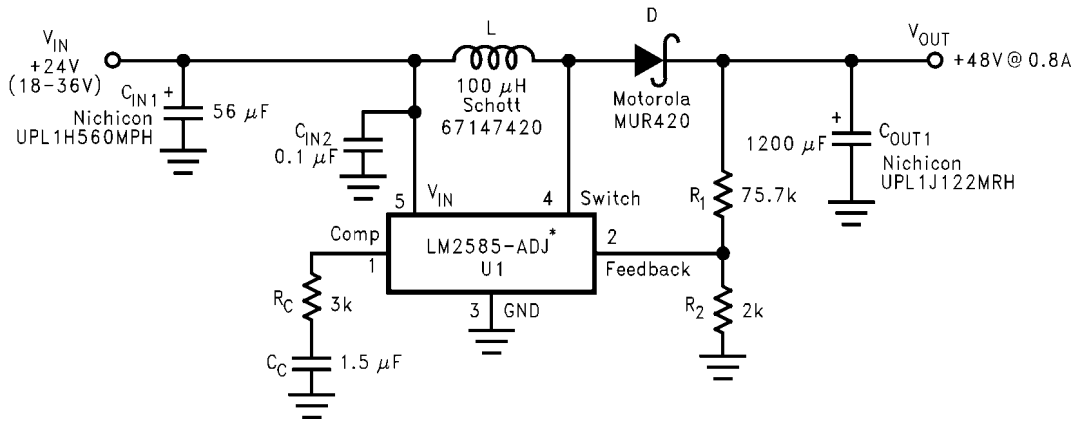 V_IN
+24V
(18-36V)
C_IN1 +
Nichicon
UPL1H560MPH
56 µF
C_IN2
0.1 µF
L
100 µH
Schott
67147420
D
Motorola
MUR420
V_OUT
+48V @ 0.8A
+
1200 µF
C_OUT1
Nichicon
UPL1J122MRH
R_1
75.7k
5
V_IN
4
Switch
Comp
1
LM2585-ADJ*
U1
2
Feedback
3
GND
R_C
3k
C_C
1.5 µF
R_2
2k